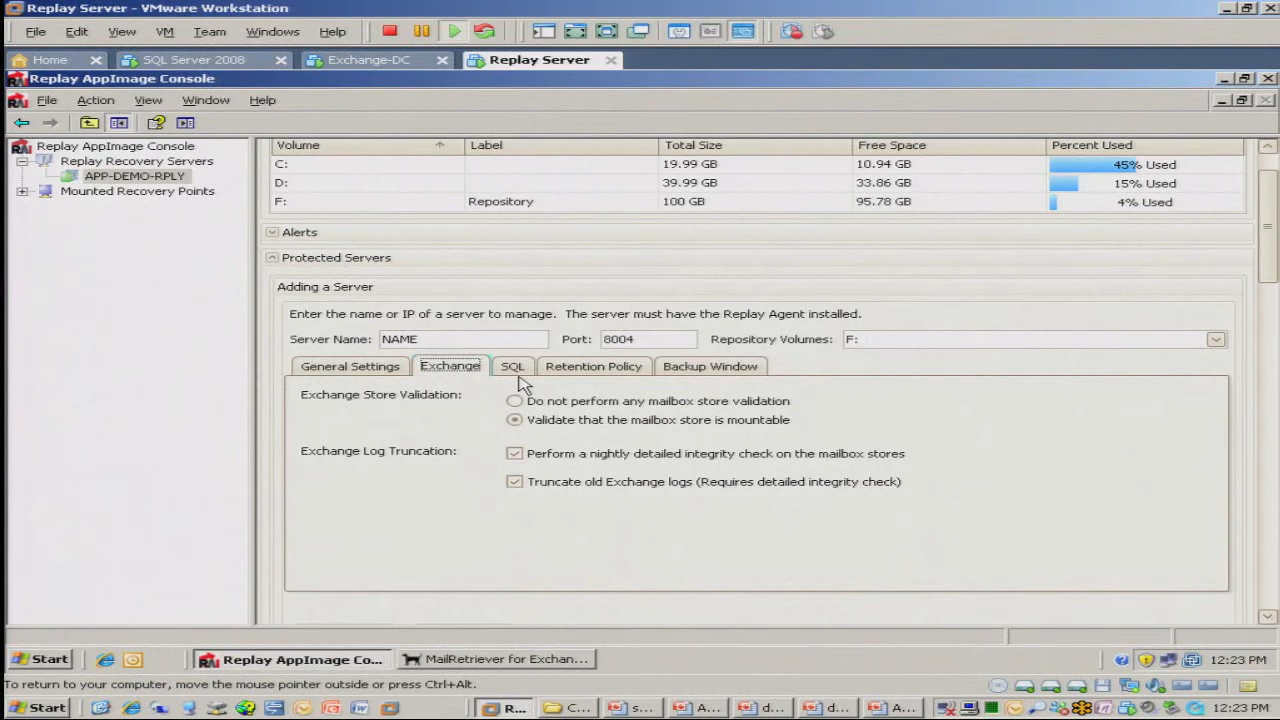 Replay Server - VMware Workstation
File Edit View VM Team Windows Help
Home SQL Server 2008 Exchange-DC Replay Server
Replay AppImage Console
File Action View Window Help
Replay AppImage Console
Replay Recovery Servers
APP-DEMO-RPLY
Mounted Recovery Points
Volume Label Total Size Free Space Percent Used
C: 19.99 GB 10.94 GB 45% Used
D: 39.99 GB 33.86 GB 15% Used
F: Repository 100 GB 95.78 GB 4% Used
Alerts
Protected Servers
Adding a Server
Enter the name or IP of a server to manage. The server must have the Replay Agent installed.
Server Name: NAME Port: 8004 Repository Volumes: F:
General Settings Exchange SQL Retention Policy Backup Window
Exchange Store Validation: Do not perform any mailbox store validation
Validate that the mailbox store is mountable
Exchange Log Truncation: Perform a nightly detailed integrity check on the mailbox stores
Truncate old Exchange logs (Requires detailed integrity check)
Start Replay AppImage Co... MailRetriever for Exchan... 12:23 PM
To return to your computer, move the mouse pointer outside or press Ctrl+Alt.
Start R... C... s... A... d... d... A... 12:23 PM